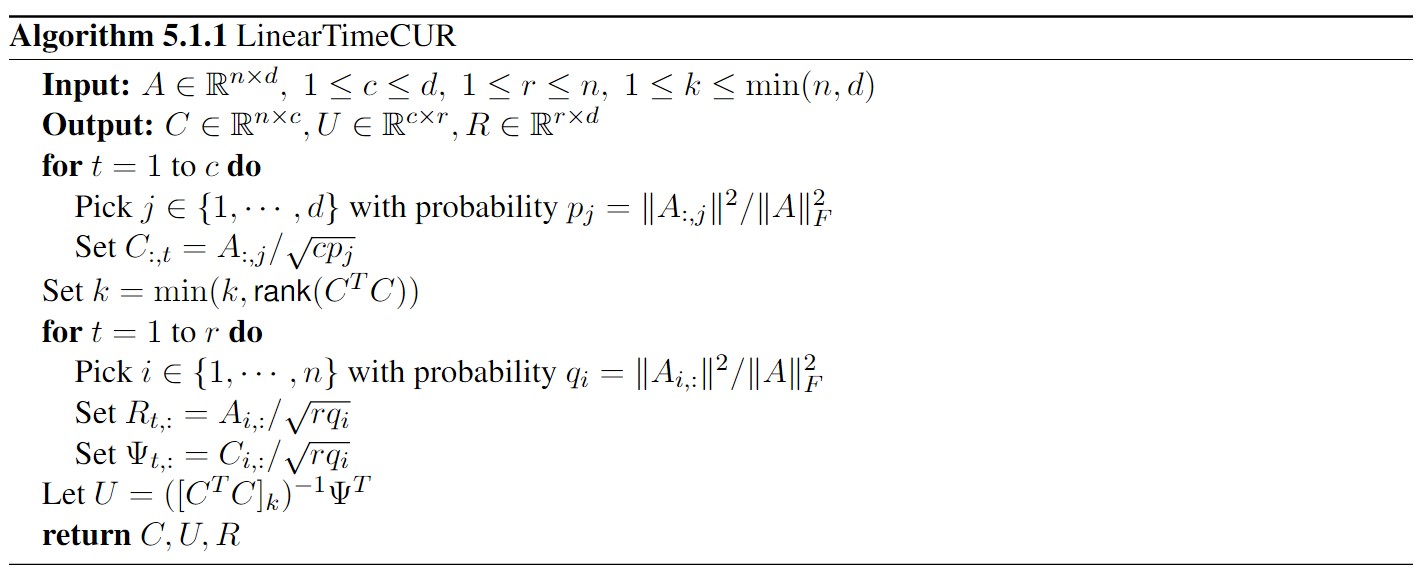 Algorithm 5.1.1 LinearTimeCUR
Input: $A \in \mathbb{R}^{n \times d}, \ 1 \leq c \leq d, \ 1 \leq r \leq n, \ 1 \leq k \leq \min(n, d)$
Output: $C \in \mathbb{R}^{n \times c}, U \in \mathbb{R}^{c \times r}, R \in \mathbb{R}^{r \times d}$
for $t = 1$ to $c$ do
Pick $j \in \{1, \cdots, d\}$ with probability $p_j = \|A_{:,j}\|^2 / \|A\|_F^2$
Set $C_{:,t} = A_{:,j} / \sqrt{cp_j}$
Set $k = \min(k, \text{rank}(C^T C))$
for $t = 1$ to $r$ do
Pick $i \in \{1, \cdots, n\}$ with probability $q_i = \|A_{i,:}\|^2 / \|A\|_F^2$
Set $R_{t,:} = A_{i,:} / \sqrt{rq_i}$
Set $\Psi_{t,:} = C_{i,:} / \sqrt{rq_i}$
Let $U = ([C^T C]_k)^{-1} \Psi^T$
return $C, U, R$